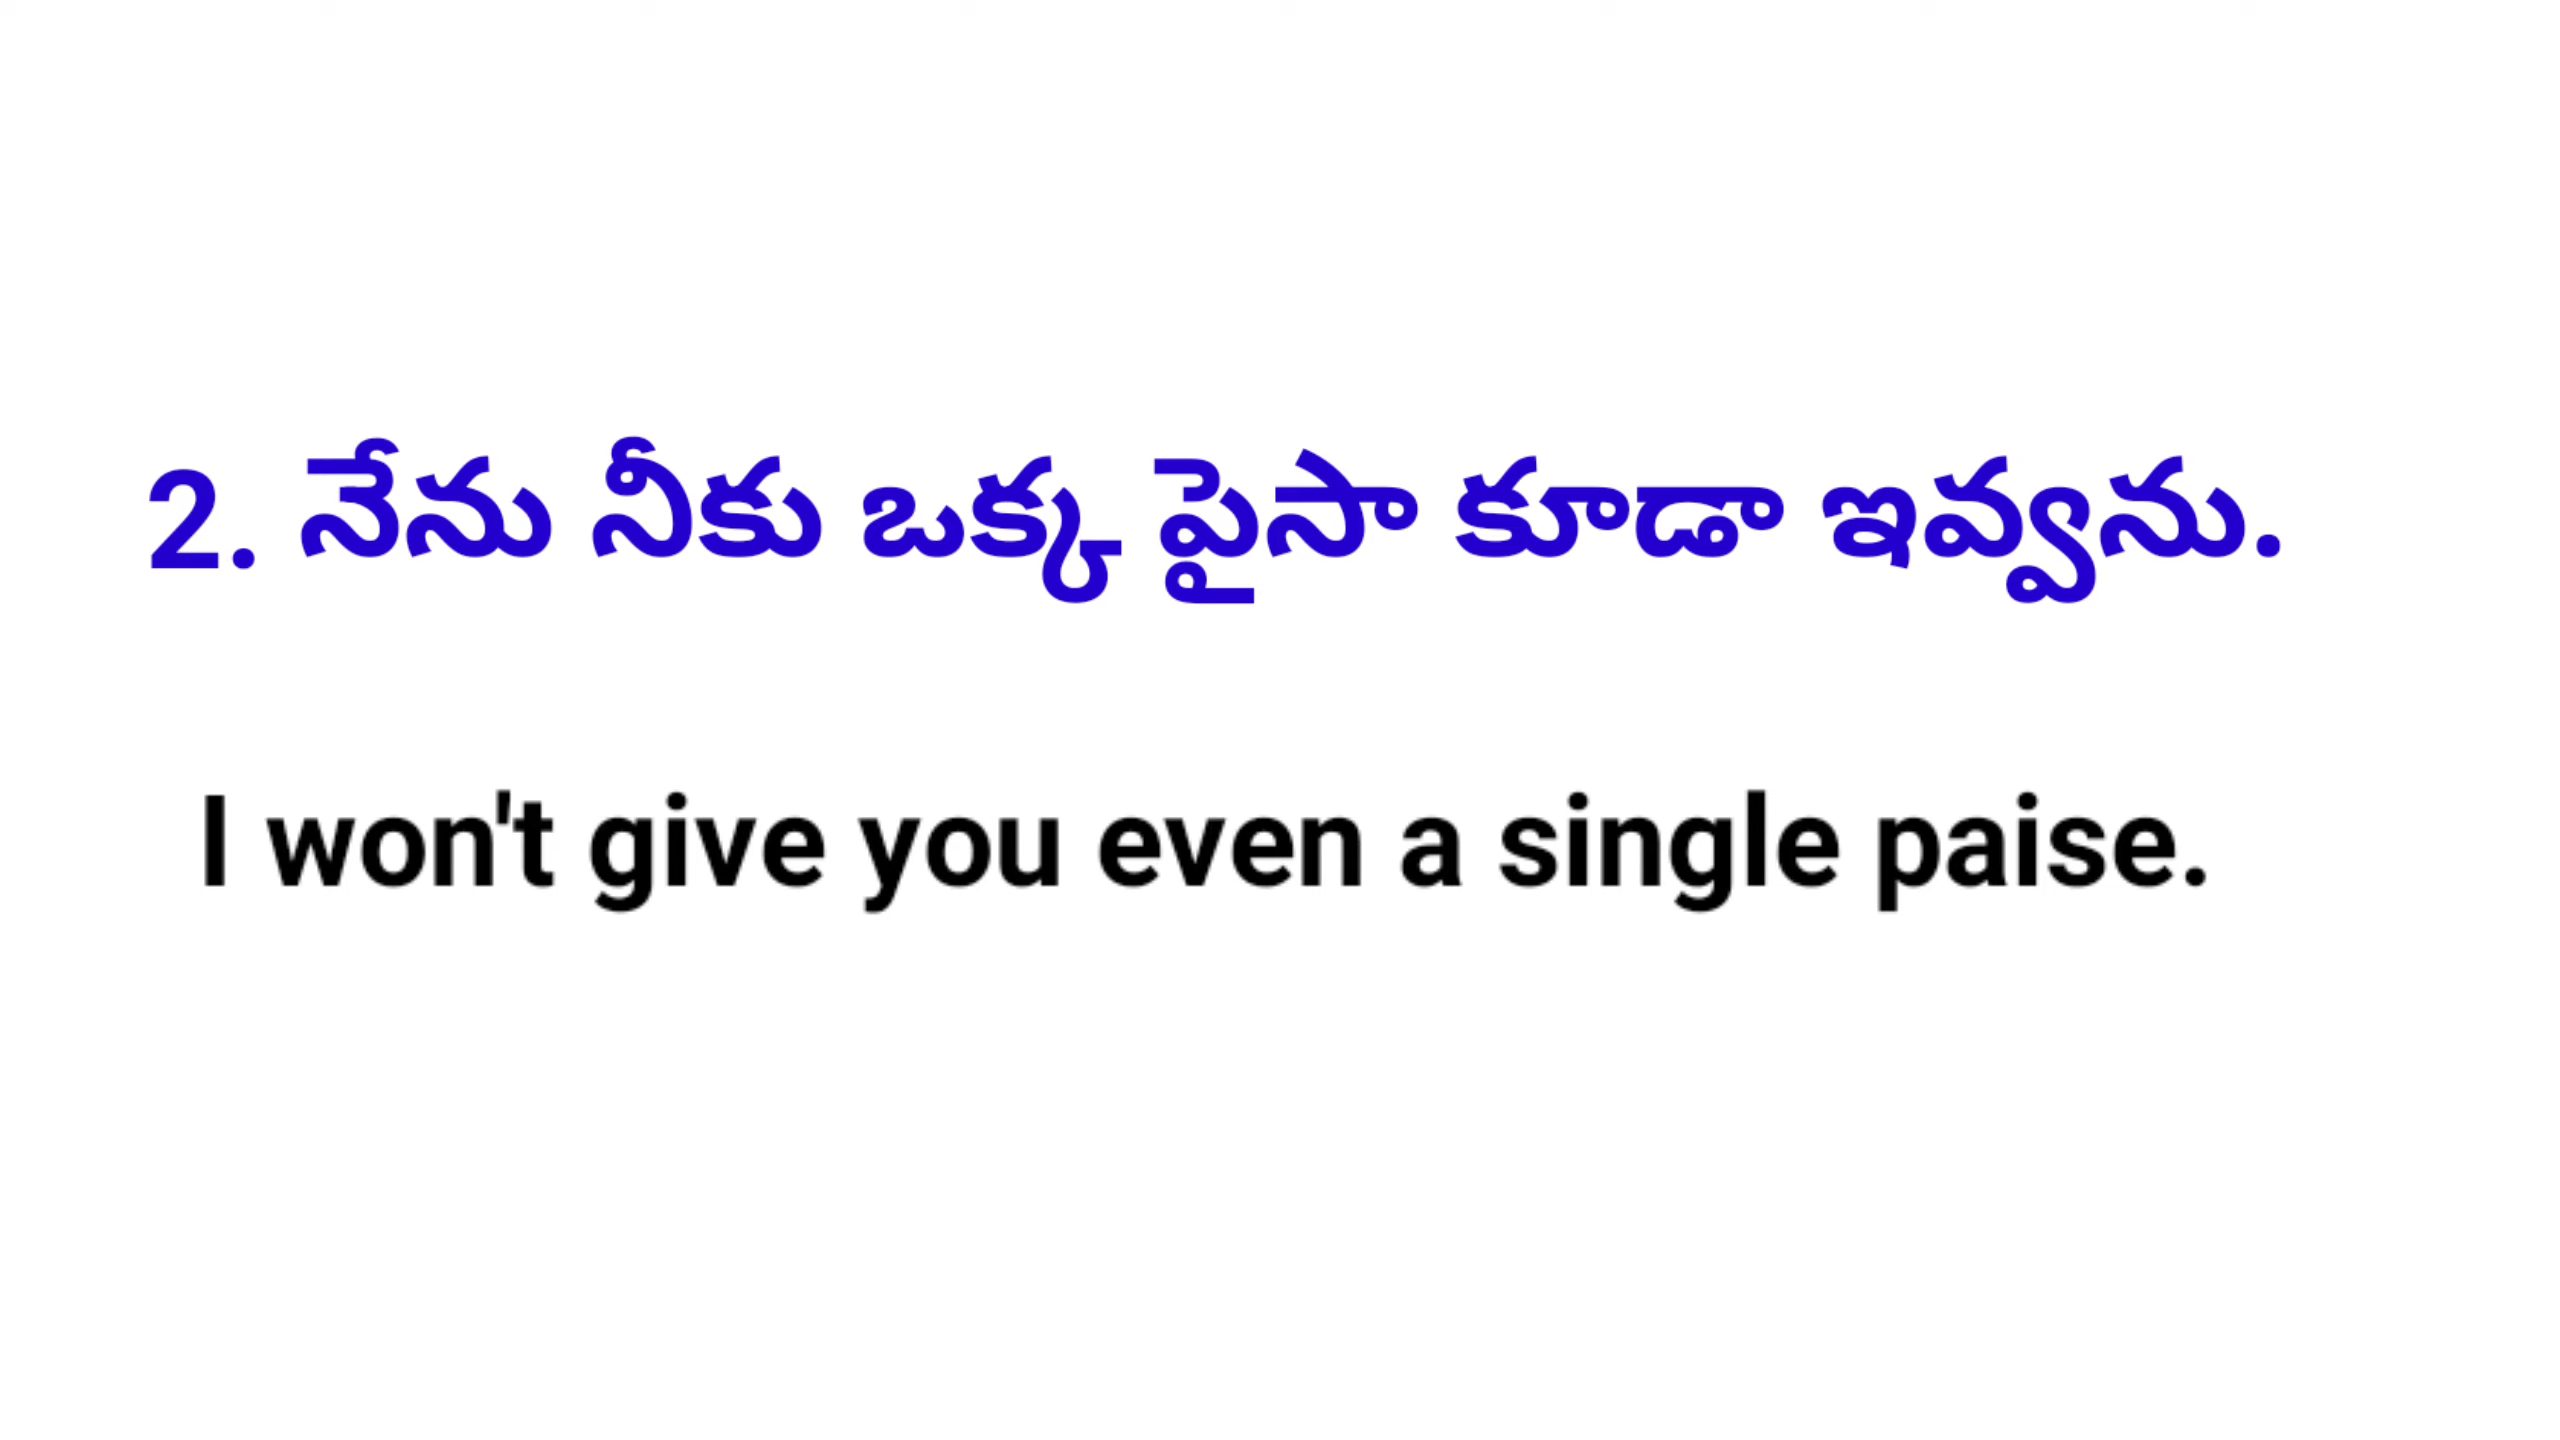 2. నేను నీకు ఒక్క పైసా కూడా ఇవ్వను.
I won't give you even a single paise.